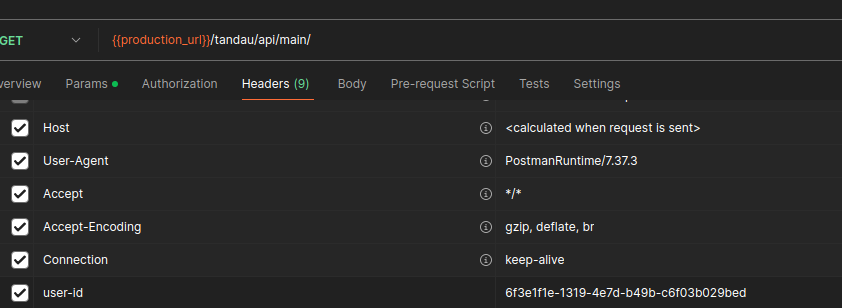 GET {{production_url}}/tandau/api/main/
verview Params Authorization Headers (9) Body Pre-request Script Tests Settings
Host <calculated when request is sent>
User-Agent PostmanRuntime/7.37.3
Accept */*
Accept-Encoding gzip, deflate, br
Connection keep-alive
user-id 6f3e1f1e-1319-4e7d-b49b-c6f03b029bed